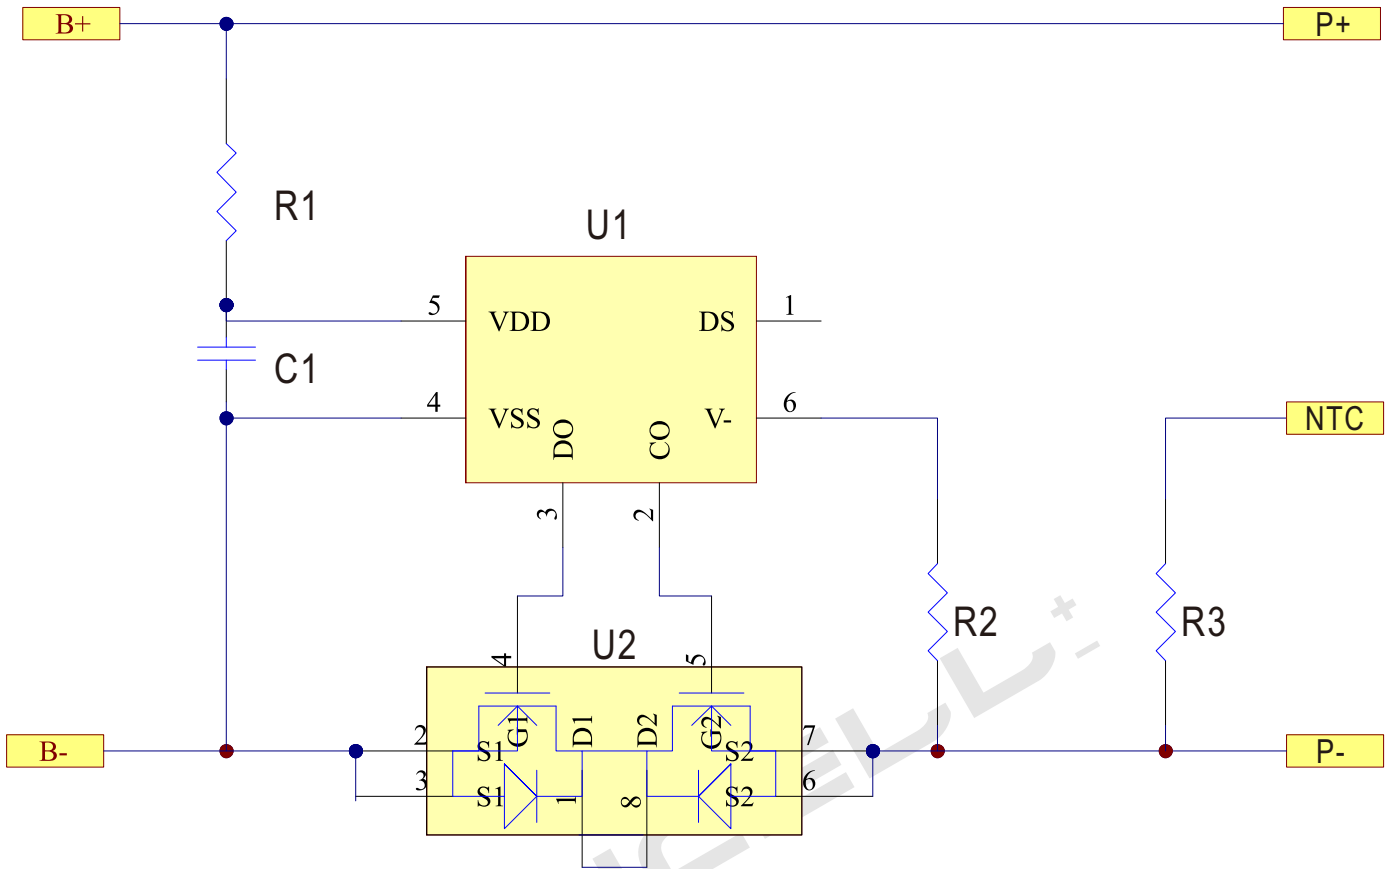 B+
P+
R1
U1
5
VDD
DS
1
C1
4
VSS
DO
CO
V-
6
NTC
3
2
R2
R3
U2
4
5
2
S1
G1
D1
D2
G2
S2
7
B-
P-
3
S1
1
8
S2
6